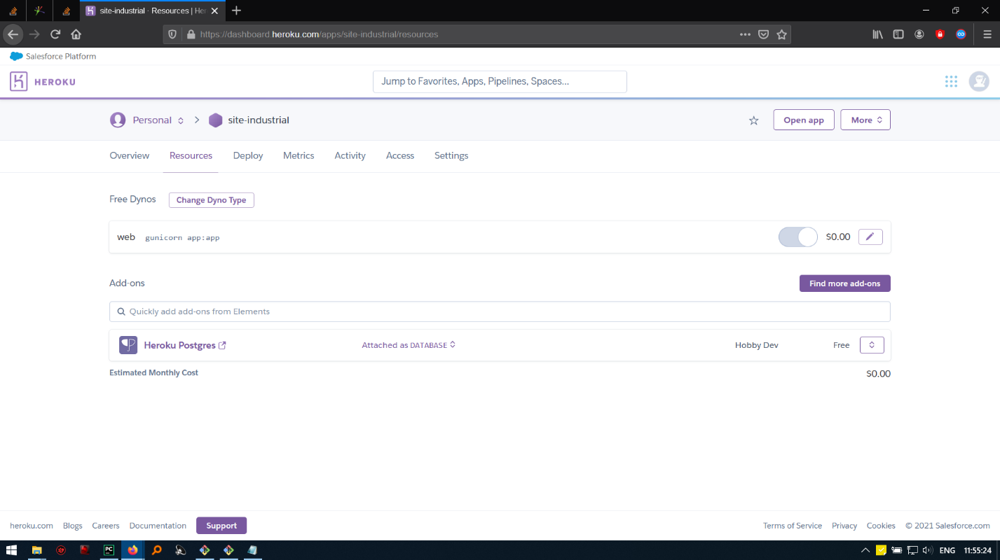 site-industrial · Resources | Her
https://dashboard.heroku.com/apps/site-industrial/resources
Salesforce Platform
HEROKU
Jump to Favorites, Apps, Pipelines, Spaces...
Personal
site-industrial
Open app
More
Overview
Resources
Deploy
Metrics
Activity
Access
Settings
Free Dynos
Change Dyno Type
web
gunicorn app:app
$0.00
Add-ons
Find more add-ons
Quickly add add-ons from Elements
Heroku Postgres
Attached as DATABASE
Hobby Dev
Free
Estimated Monthly Cost
$0.00
heroku.com
Blogs
Careers
Documentation
Support
Terms of Service
Privacy
Cookies
© 2021 Salesforce.com
PC
ENG
11:55:24